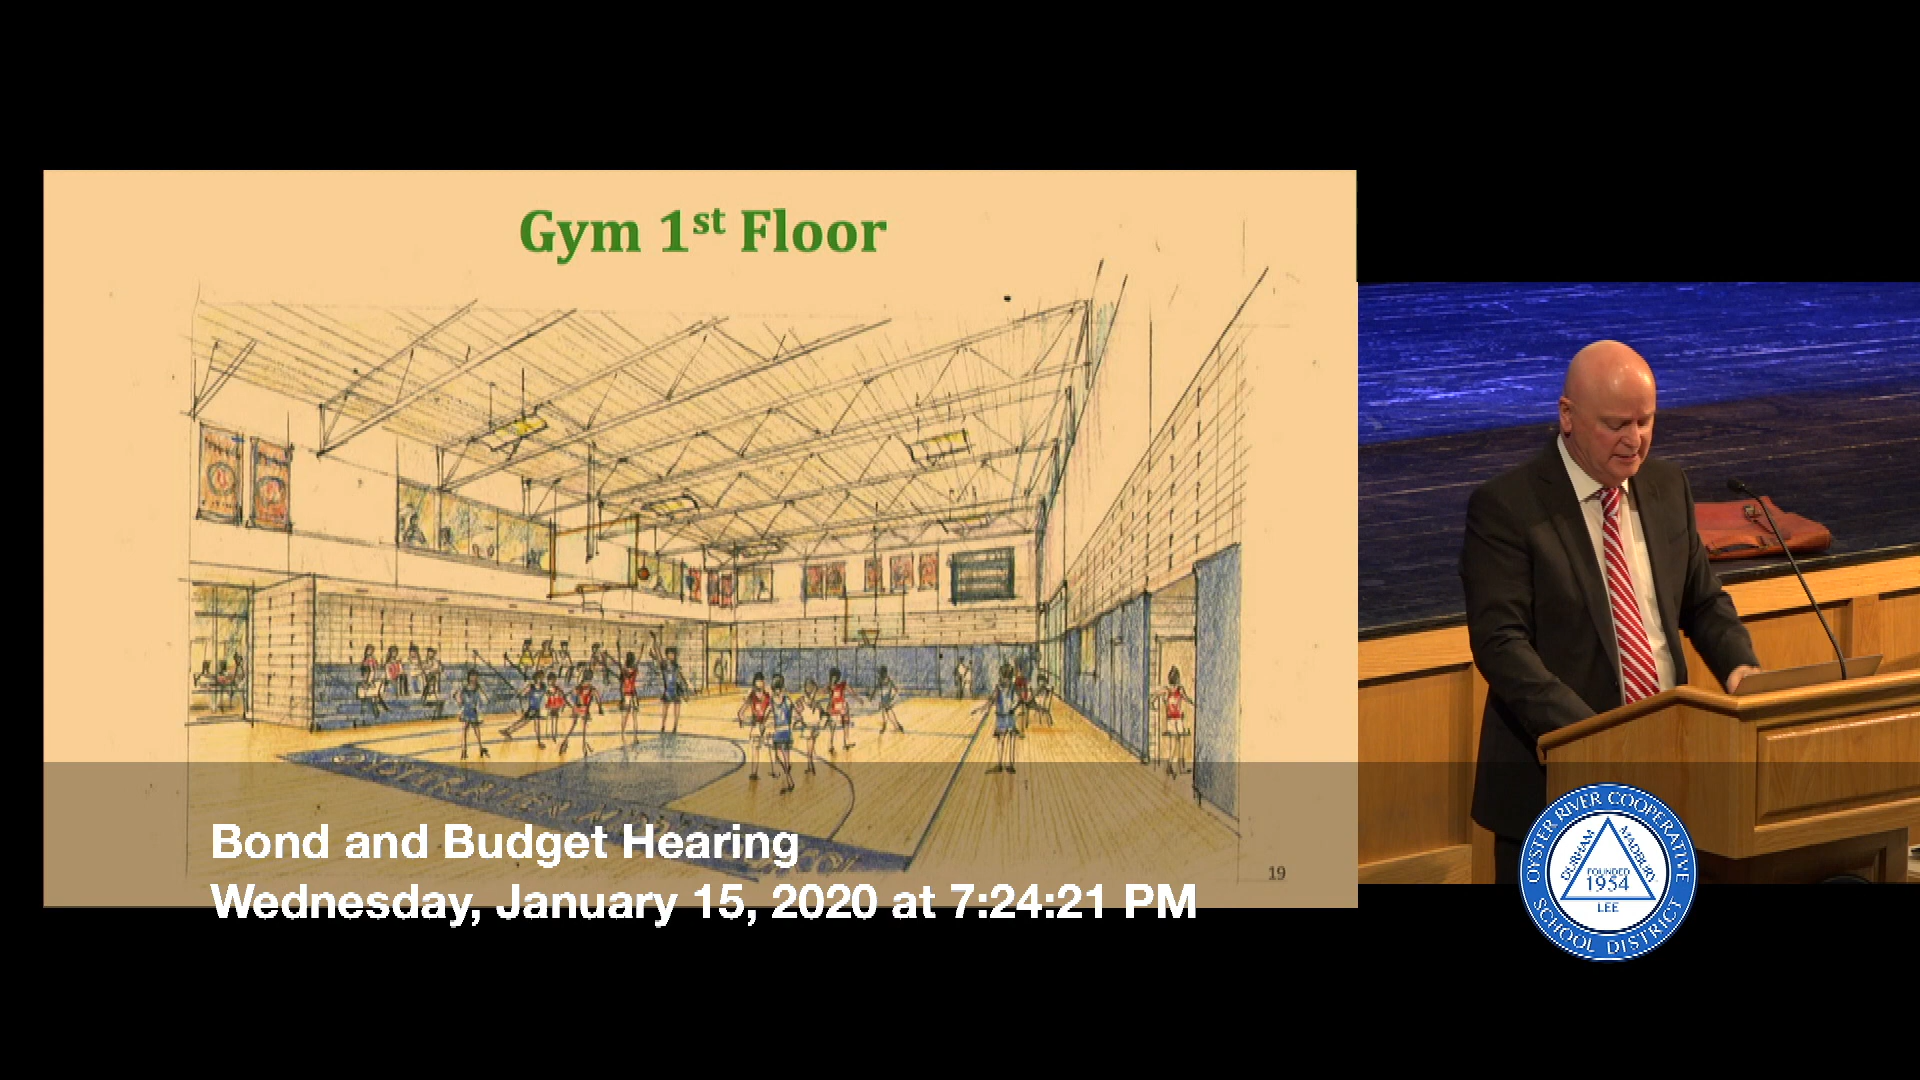 Gym 1st Floor
19
Bond and Budget Hearing
Wednesday, January 15, 2020 at 7:24:21 PM
OYSTER RIVER COOPERATIVE
DURHAM
MADBURY
FOUNDED
1954
LEE
SCHOOL DISTRICT